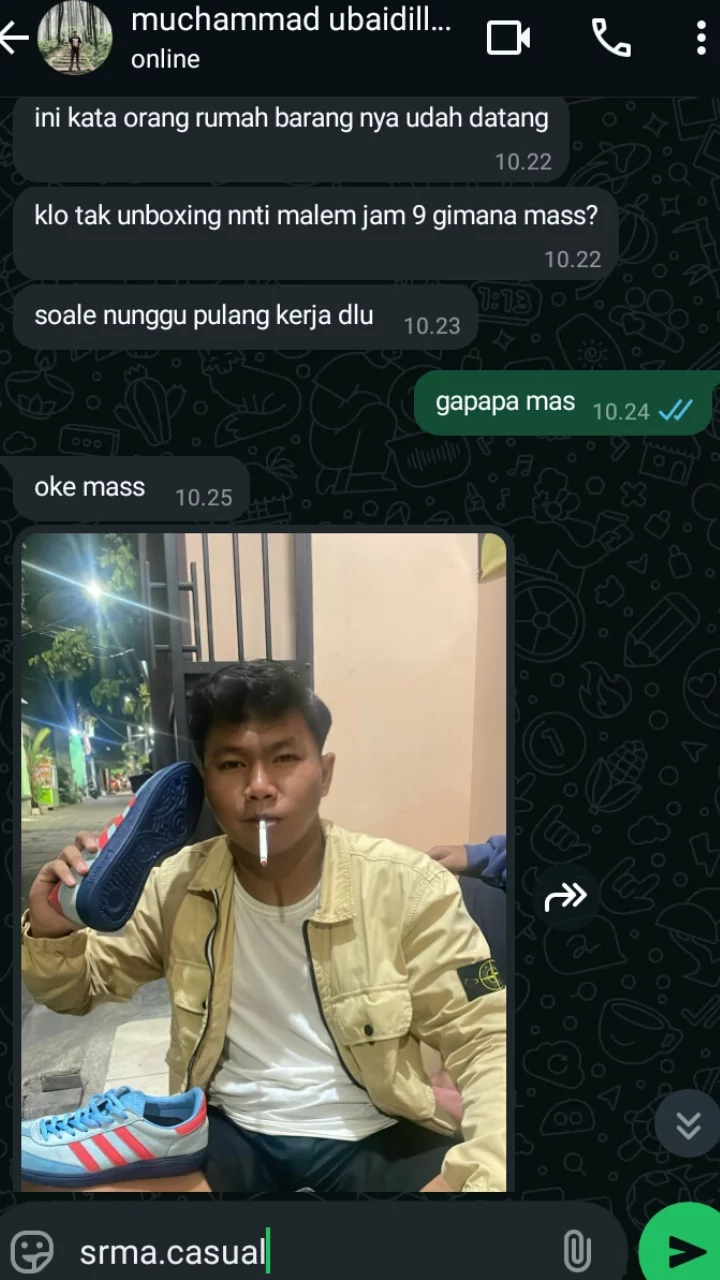 muchammad ubaidill...
online
ini kata orang rumah barang nya udah datang
10.22
klo tak unboxing nnti malem jam 9 gimana mass?
10.22
soale nunggu pulang kerja dlu 10.23
gapapa mas 10.24
oke mass 10.25
srma.casual